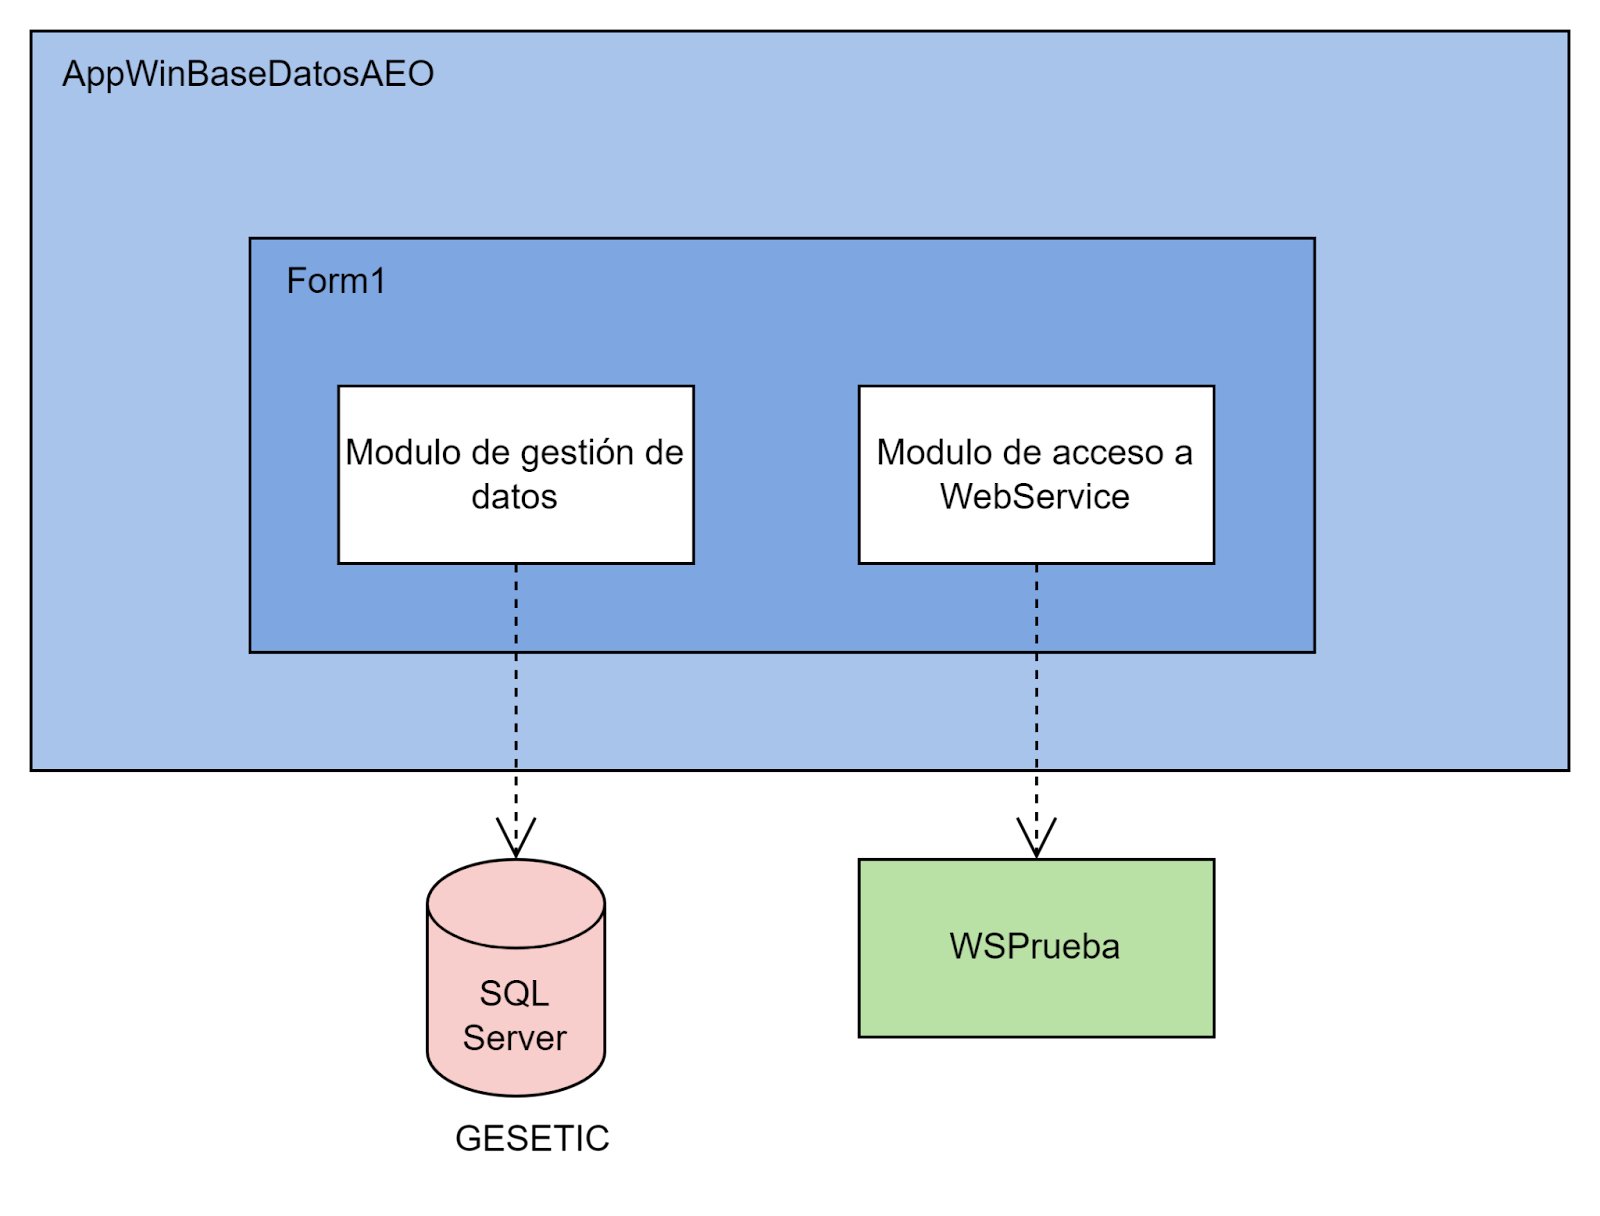 AppWinBaseDatosAEO
Form1
Modulo de gestión de
datos
Modulo de acceso a
WebService
SQL
Server
WSPrueba
GESETIC